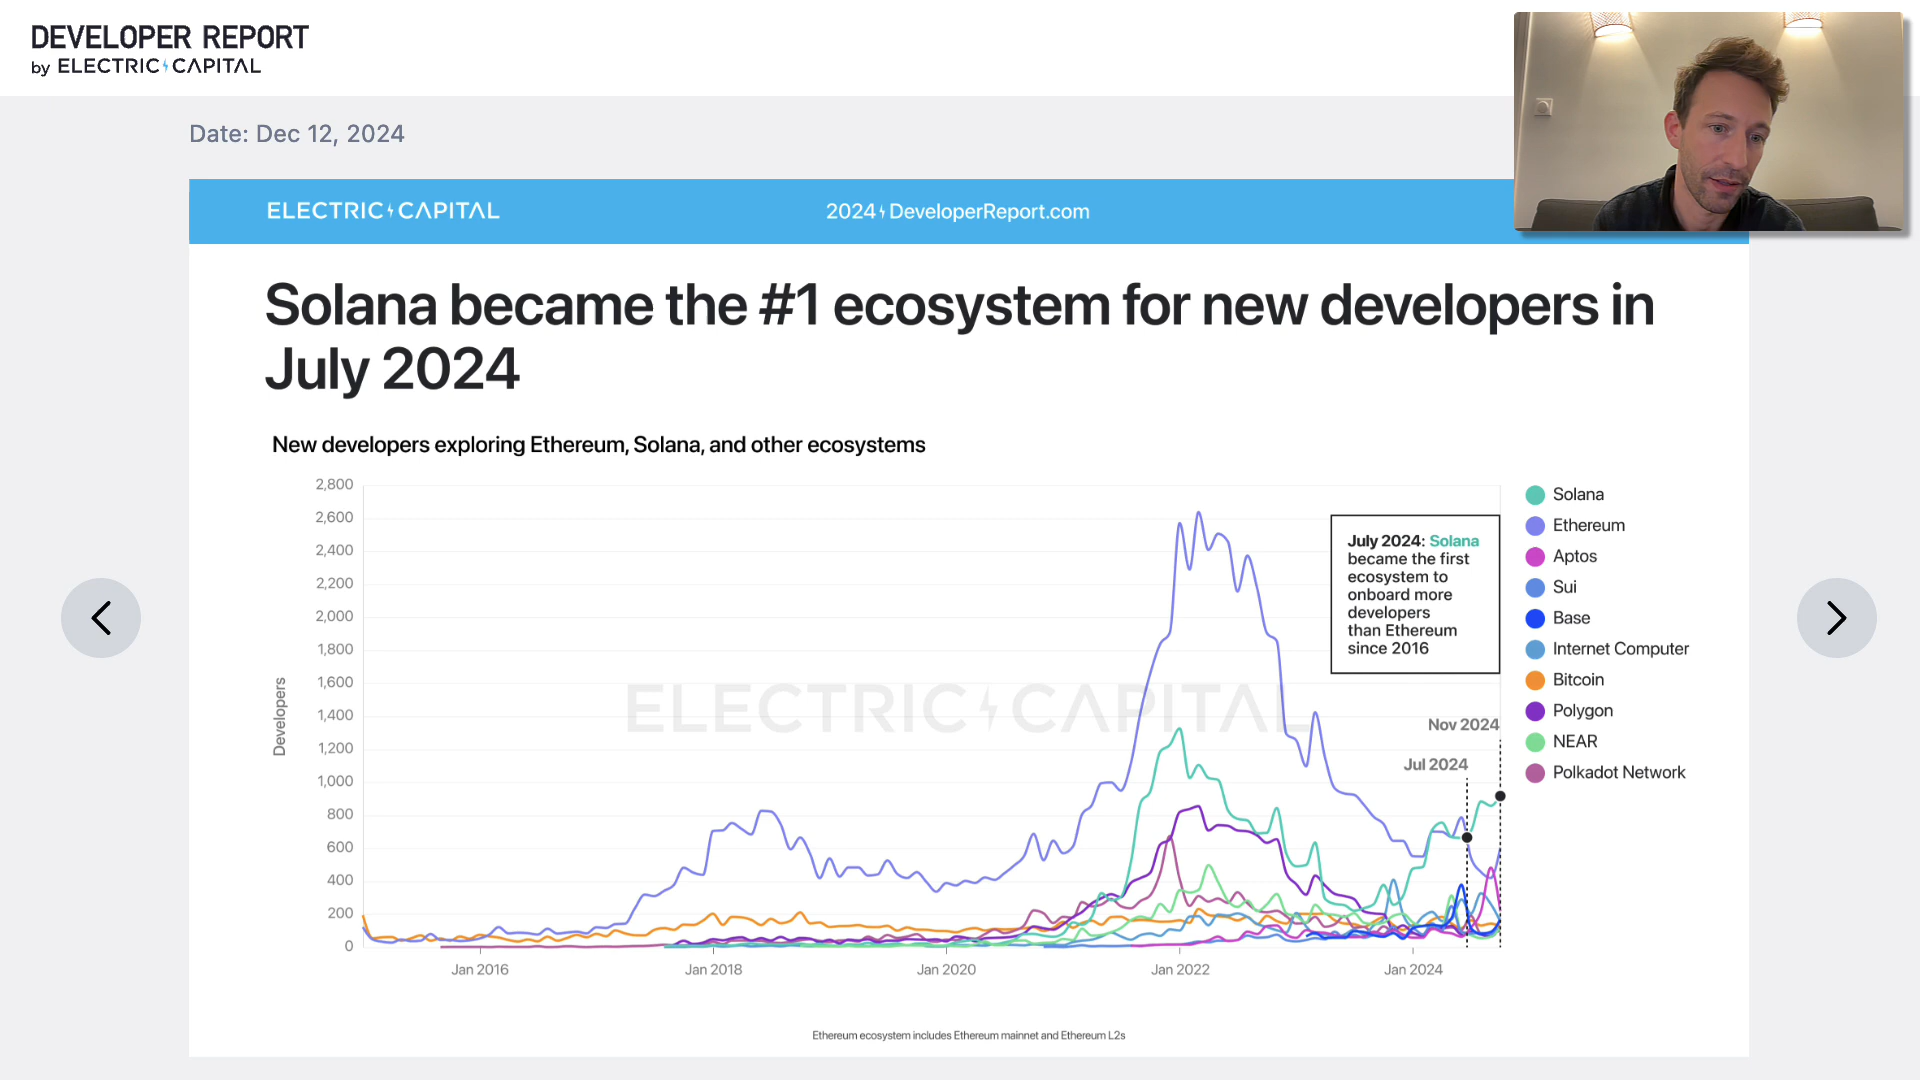 DEVELOPER REPORT
by ELECTRIC CAPITAL
Date: Dec 12, 2024
ELECTRIC CAPITAL
2024 DeveloperReport.com
Solana became the #1 ecosystem for new developers in
July 2024
New developers exploring Ethereum, Solana, and other ecosystems
Developers
2,800
2,600
2,400
2,200
2,000
1,800
1,600
1,400
1,200
1,000
800
600
400
200
0
Jan 2016
Jan 2018
Jan 2020
Jan 2022
Jan 2024
ELECTRIC CAPITAL
July 2024: Solana
became the first
ecosystem to
onboard more
developers
than Ethereum
since 2016
Nov 2024
Jul 2024
Solana
Ethereum
Aptos
Sui
Base
Internet Computer
Bitcoin
Polygon
NEAR
Polkadot Network
Ethereum ecosystem includes Ethereum mainnet and Ethereum L2s